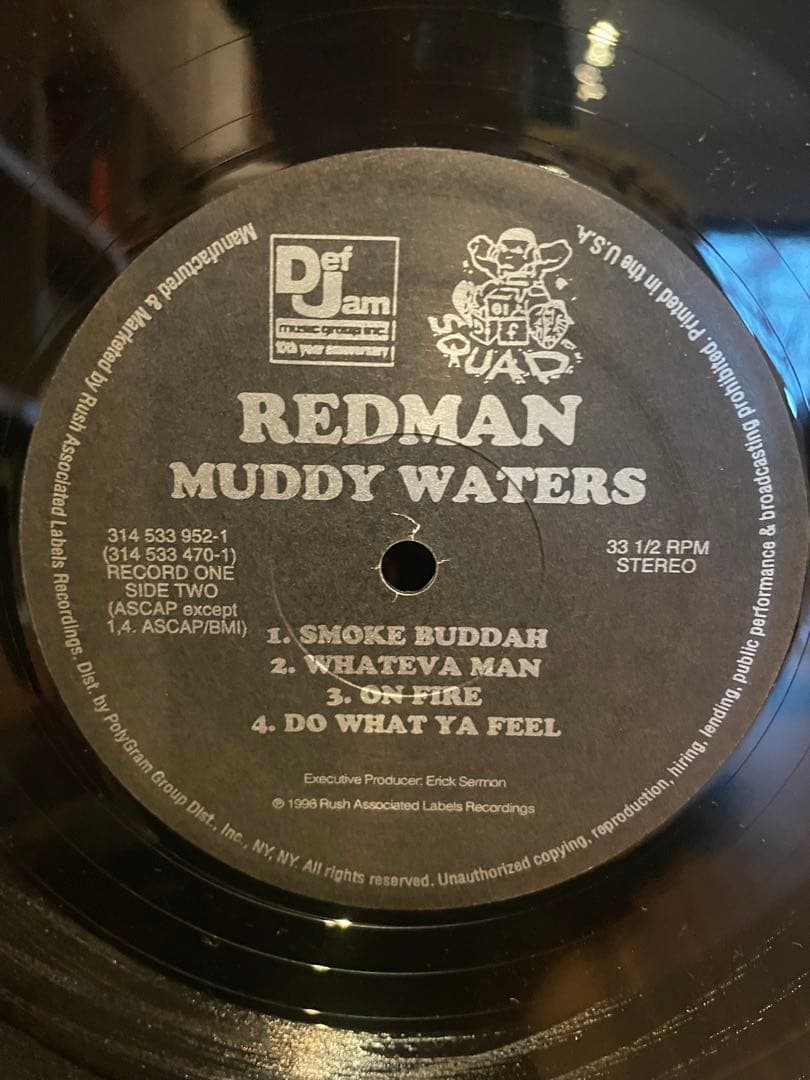 Def
Jam
music group inc.
10th year anniversary
SQUAD
REDMAN
MUDDY WATERS
314 533 952-1
(314 533 470-1)
RECORD ONE
SIDE TWO
(ASCAP except
1,4. ASCAP/BMI)
33 1/2 RPM
STEREO
1. SMOKE BUDDAH
2. WHATEVA MAN
3. ON FIRE
4. DO WHAT YA FEEL
Executive Producer: Erick Sermon
℗ 1996 Rush Associated Labels Recordings
Manufactured & Marketed by Rush Associated Labels Recordings. Dist. by PolyGram Group Dist., Inc., NY, NY. All rights reserved. Unauthorized copying, reproduction, hiring, lending, public performance & broadcasting prohibited. Printed in the U.S.A.